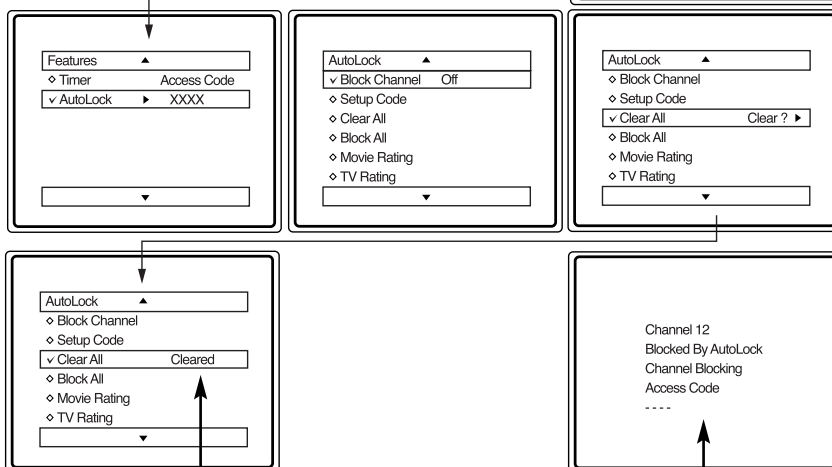 Features
Timer Access Code
AutoLock XXXX
AutoLock
Block Channel Off
Setup Code
Clear All
Block All
Movie Rating
TV Rating
AutoLock
Block Channel
Setup Code
Clear All Clear ?
Block All
Movie Rating
TV Rating
AutoLock
Block Channel
Setup Code
Clear All Cleared
Block All
Movie Rating
TV Rating
Channel 12
Blocked By AutoLock
Channel Blocking
Access Code
- - - -